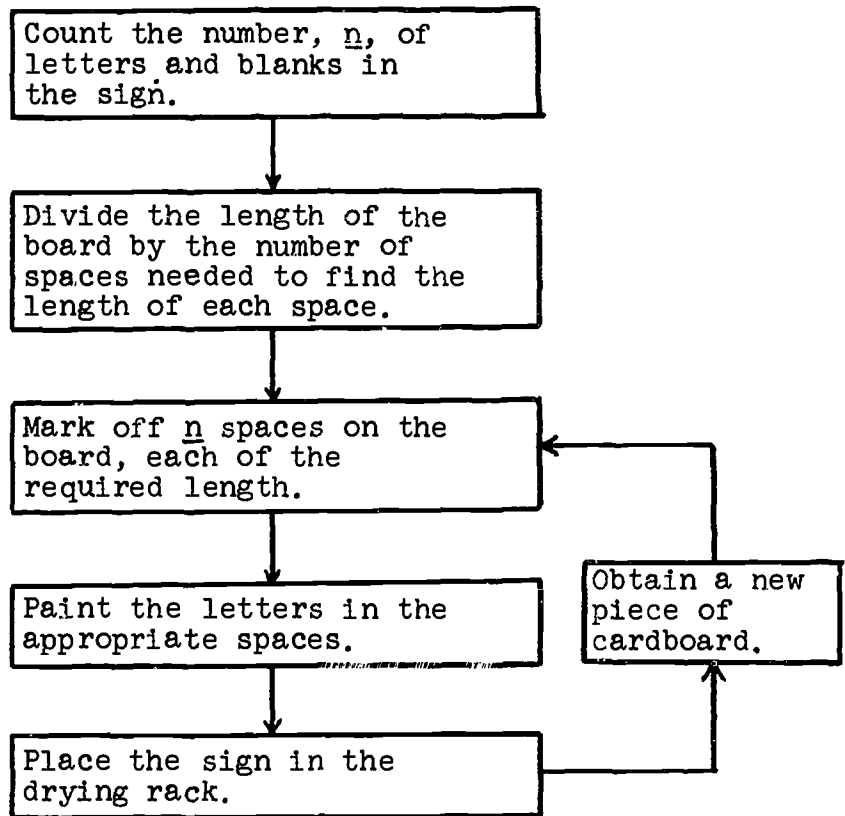 Count the number, n, of
letters and blanks in
the sign.
Divide the length of the
board by the number of
spaces needed to find the
length of each space.
Mark off n spaces on the
board, each of the
required length.
Paint the letters in the
appropriate spaces.
Obtain a new
piece of
cardboard.
Place the sign in the
drying rack.